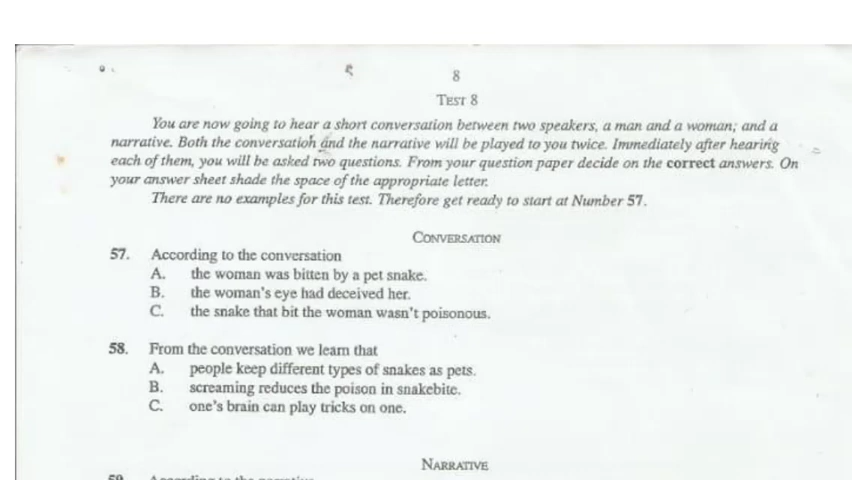 8
TEST 8
You are now going to hear a short conversation between two speakers, a man and a woman; and a
narrative. Both the conversation and the narrative will be played to you twice. Immediately after hearing
each of them, you will be asked two questions. From your question paper decide on the correct answers. On
your answer sheet shade the space of the appropriate letter.
There are no examples for this test. Therefore get ready to start at Number 57.
CONVERSATION
57. According to the conversation
A. the woman was bitten by a pet snake.
B. the woman's eye had deceived her.
C. the snake that bit the woman wasn't poisonous.
58. From the conversation we learn that
A. people keep different types of snakes as pets.
B. screaming reduces the poison in snakebite.
C. one's brain can play tricks on one.
NARRATIVE
59. According to the narrative